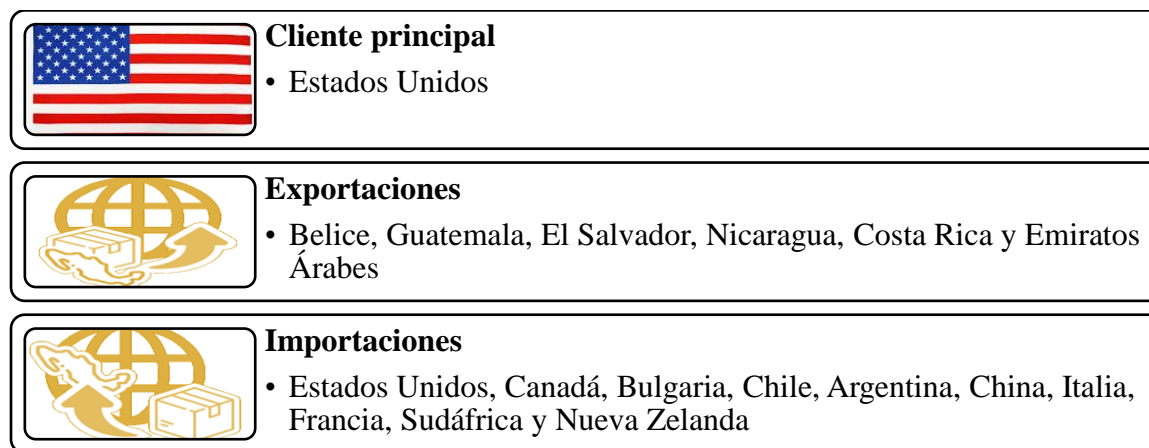 Cliente principal
• Estados Unidos
Exportaciones
• Belice, Guatemala, El Salvador, Nicaragua, Costa Rica y Emiratos
Árabes
Importaciones
• Estados Unidos, Canadá, Bulgaria, Chile, Argentina, China, Italia,
Francia, Sudáfrica y Nueva Zelanda